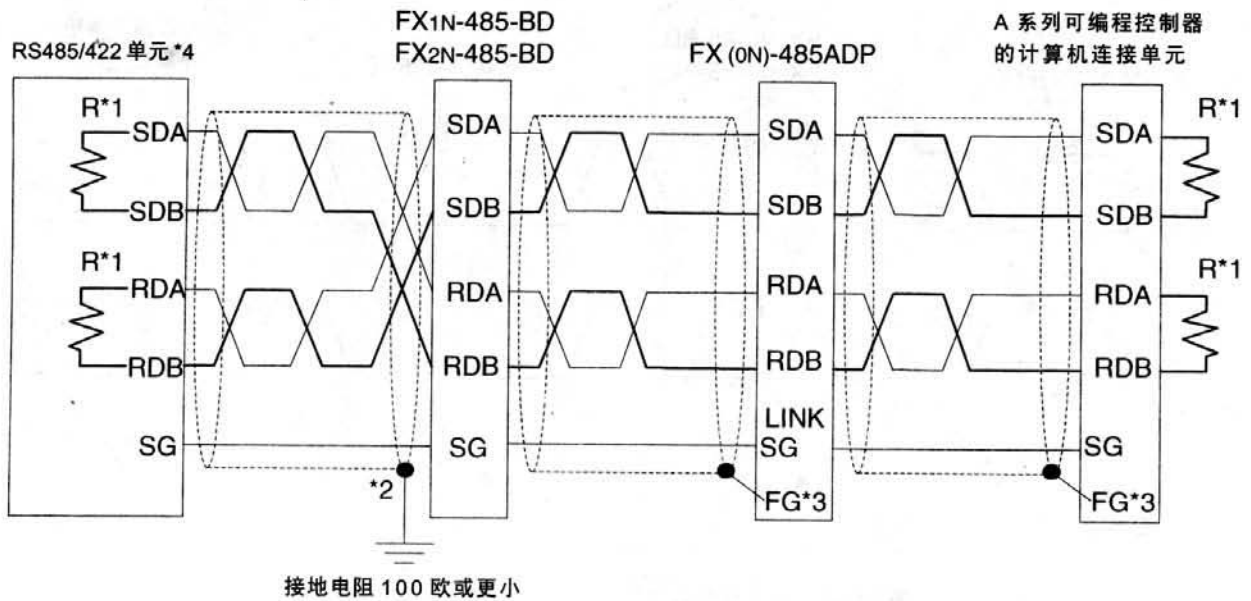 FX1N-485-BD
FX2N-485-BD
RS485/422 单元*4
FX (0N)-485ADP
A 系列可编程控制器
的计算机连接单元
R*1
SDA
SDB
R*1
RDA
RDB
SG
SDA
SDB
RDA
RDB
SG
*2
SDA
SDB
RDA
RDB
LINK
SG
FG*3
SDA
SDB
RDA
RDB
SG
FG*3
R*1
R*1
接地电阻 100 欧或更小